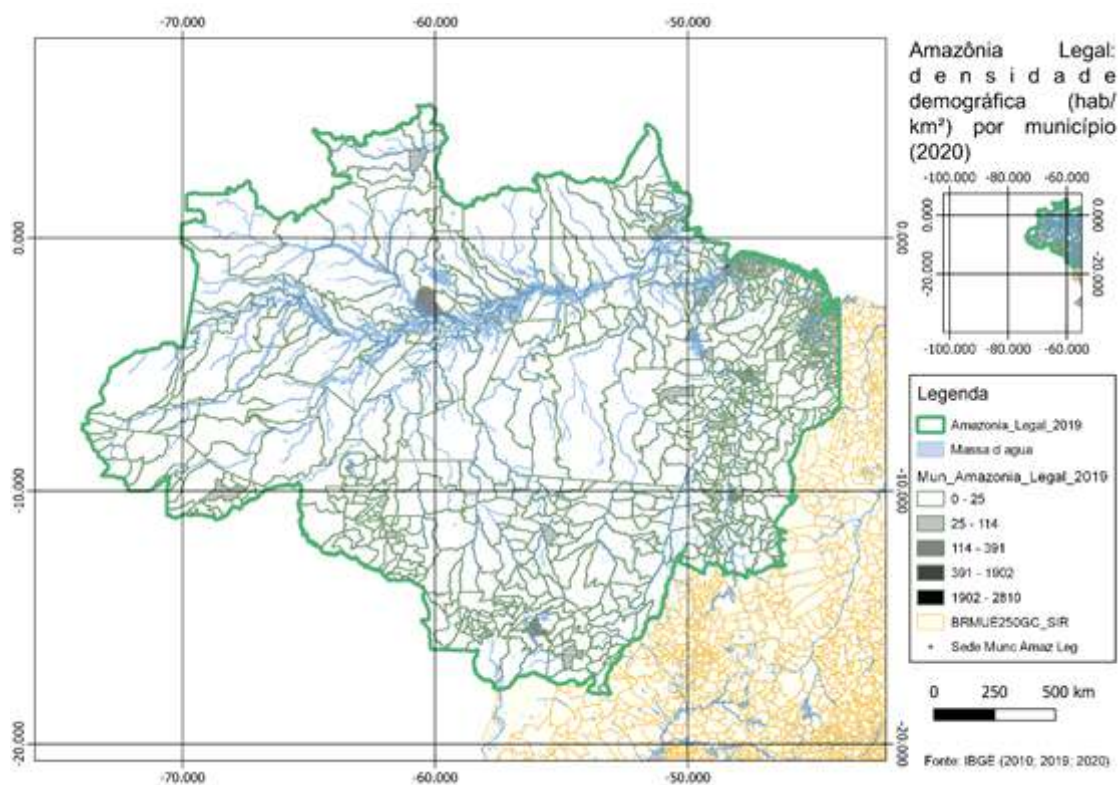 -70.000 -60.000 -50.000
Amazônia Legal:
densidade
demográfica (hab/
km²) por município
(2020)
-100.000 -80.000 -60.000
0.000
-20.000
0.000
-20.000
-100.000 -80.000 -60.000
0.000
-10.000
-20.000
0.000
-10.000
-20.000
-70.000 -60.000 -50.000
Legenda
Amazonia_Legal_2019
Massa d agua
Mun_Amazonia_Legal_2019
0 - 25
25 - 114
114 - 391
391 - 1902
1902 - 2810
BRMUE250GC_SIR
Sede Munc Amaz Leg
0 250 500 km
Fonte: IBGE (2010; 2019; 2020)